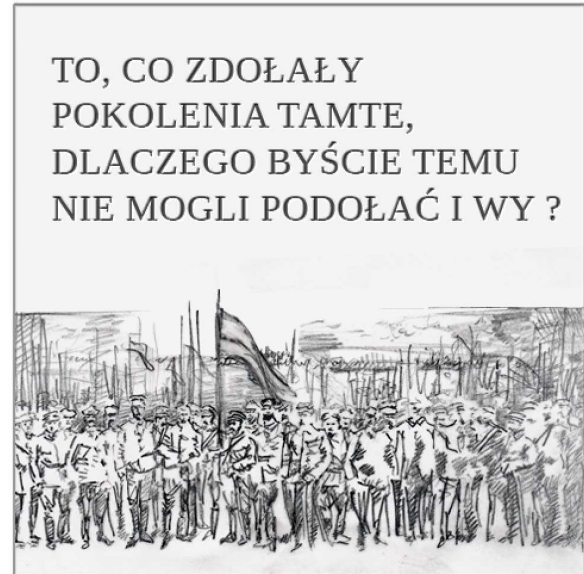 TO, CO ZDOŁAŁY
POKOLENIA TAMTE,
DLACZEGO BYŚCIE TEMU
NIE MOGLI PODOŁAĆ I WY ?